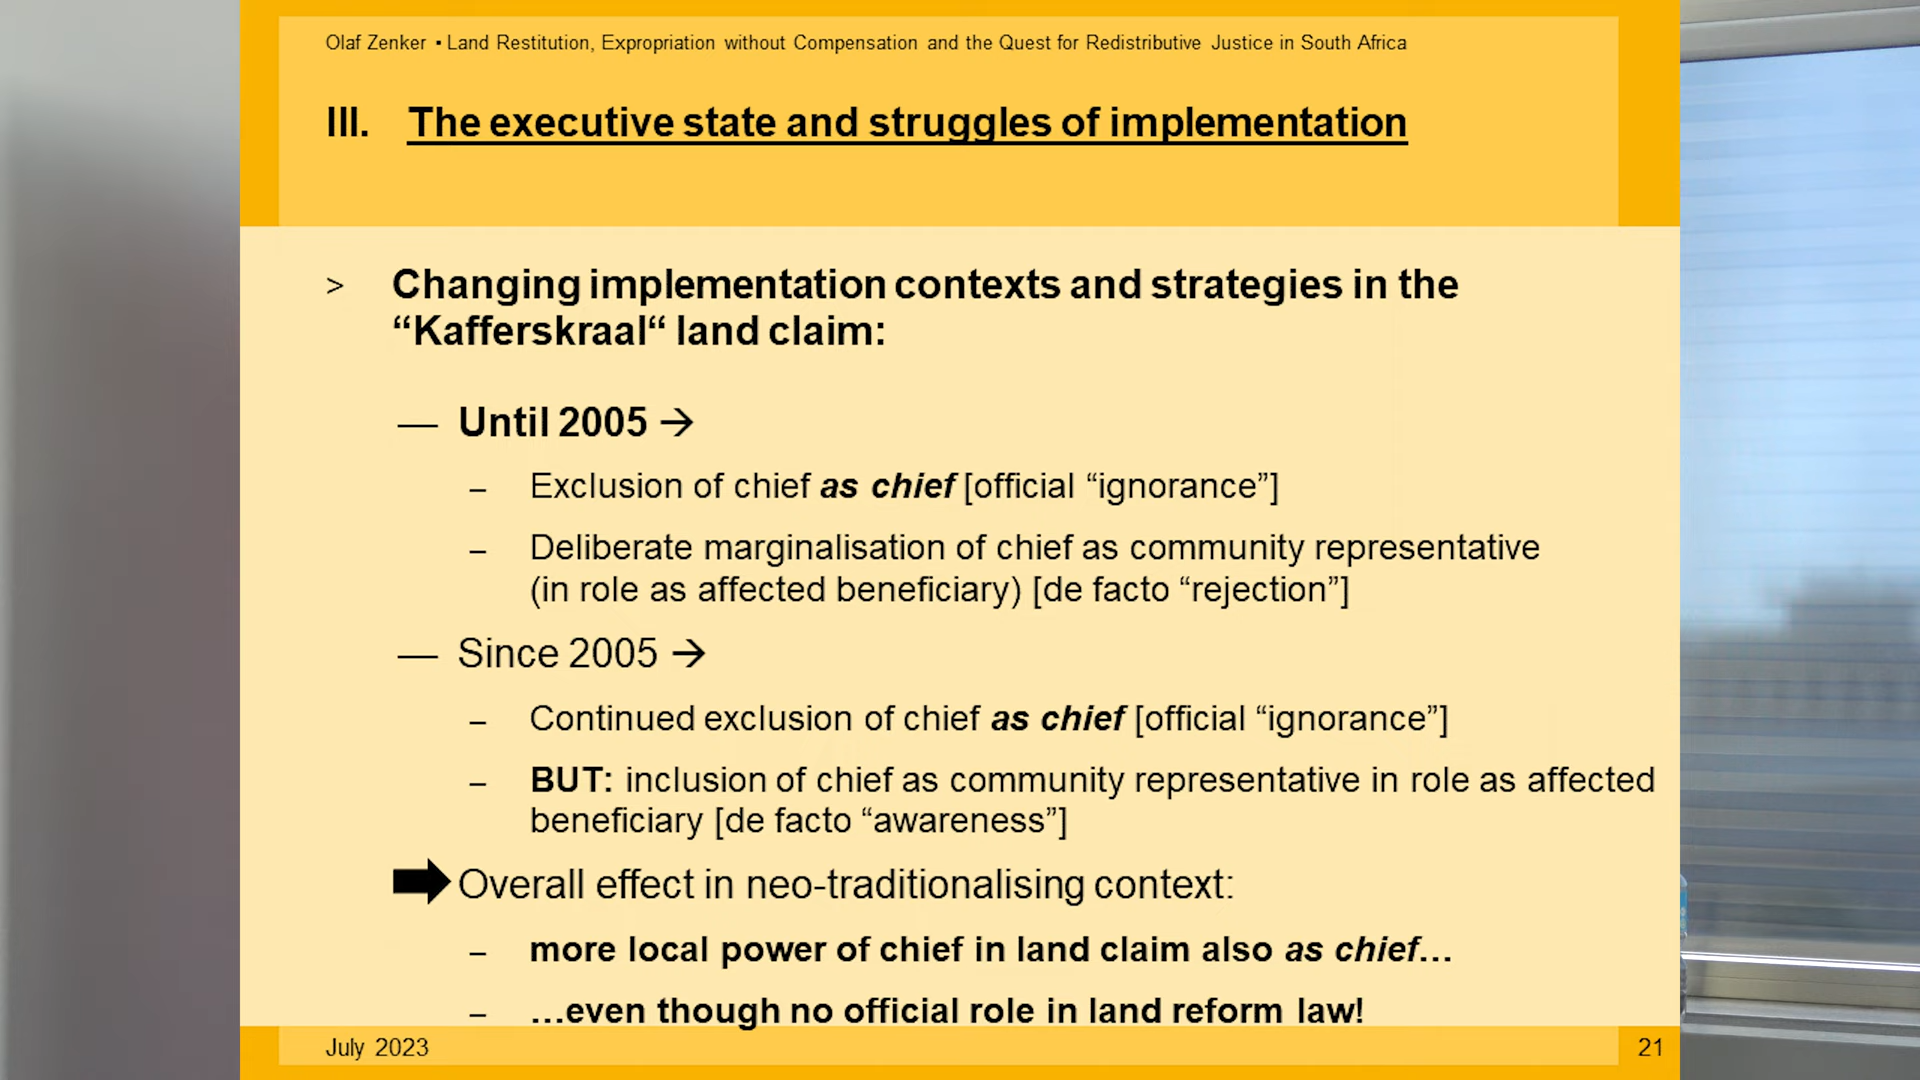 Olaf Zenker ▪ Land Restitution, Expropriation without Compensation and the Quest for Redistributive Justice in South Africa
III. The executive state and struggles of implementation
> Changing implementation contexts and strategies in the
“Kafferskraal“ land claim:
— Until 2005 →
– Exclusion of chief as chief [official “ignorance”]
– Deliberate marginalisation of chief as community representative
(in role as affected beneficiary) [de facto “rejection”]
— Since 2005 →
– Continued exclusion of chief as chief [official “ignorance”]
– BUT: inclusion of chief as community representative in role as affected
beneficiary [de facto “awareness”]
➡ Overall effect in neo-traditionalising context:
– more local power of chief in land claim also as chief…
– …even though no official role in land reform law!
July 2023
21